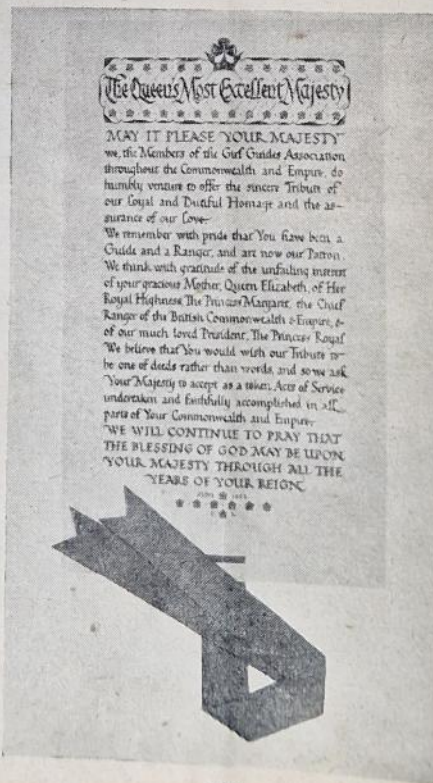 The Queen's Most Excellent Majesty
MAY IT PLEASE YOUR MAJESTY
we, the Members of the Girl Guides Association
throughout the Commonwealth and Empire, do
humbly venture to offer the sincere Tribute of
our Loyal and Dutiful Homage and the as-
surance of our Love.
We remember with pride that You have been a
Guide and a Ranger, and are now our Patron.
We think with gratitude of the unfailing interest
of your gracious Mother, Queen Elizabeth, of Her
Royal Highness The Princess Margaret, the Chief
Ranger of the British Commonwealth & Empire, &
of our much loved President, The Princess Royal
We believe that You would wish our Tribute to
be one of deeds rather than words, and so we ask
Your Majesty to accept as a token, Acts of Service
undertaken and faithfully accomplished in all
parts of Your Commonwealth and Empire.
WE WILL CONTINUE TO PRAY THAT
THE BLESSING OF GOD MAY BE UPON
YOUR MAJESTY THROUGH ALL THE
YEARS OF YOUR REIGN